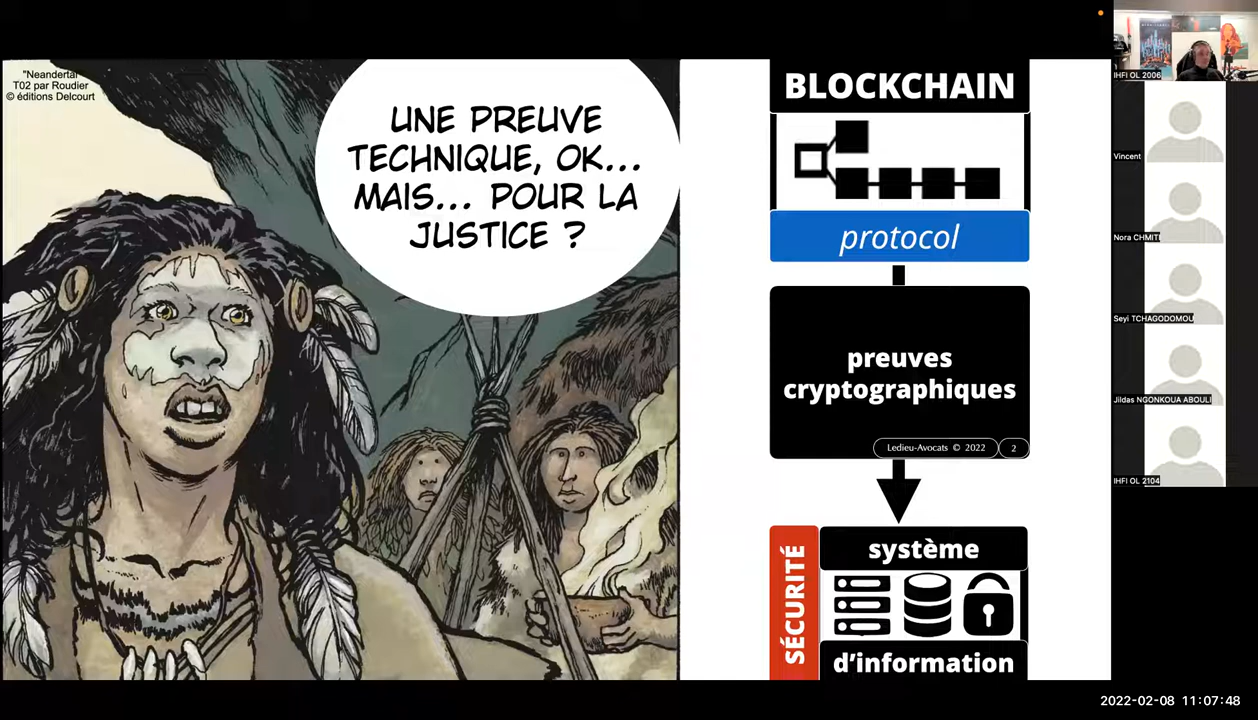 "Neandertal"
T02 par Roudier
© éditions Delcourt
UNE PREUVE
TECHNIQUE, OK...
MAIS... POUR LA
JUSTICE ?
BLOCKCHAIN
protocol
preuves
cryptographiques
Ledieu-Avocats © 2022
2
SÉCURITÉ
système
d’information
IHFI OL 2006
Vincent
Nora CHMITI
Seyi TCHAGODOMOU
Jildas NGONKOUA ABOULI
IHFI OL 2104
2022-02-08 11:07:48